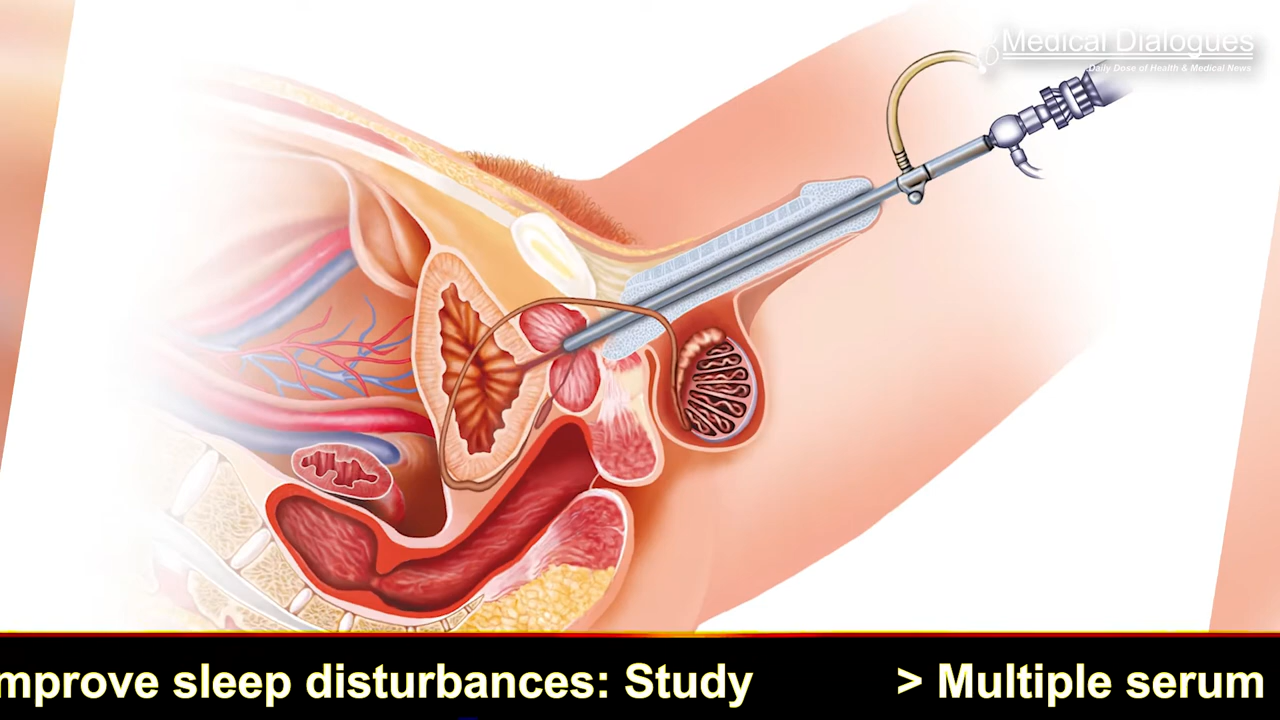 Medical Dialogues
Daily Dose of Health & Medical News
mprove sleep disturbances: Study
> Multiple serum